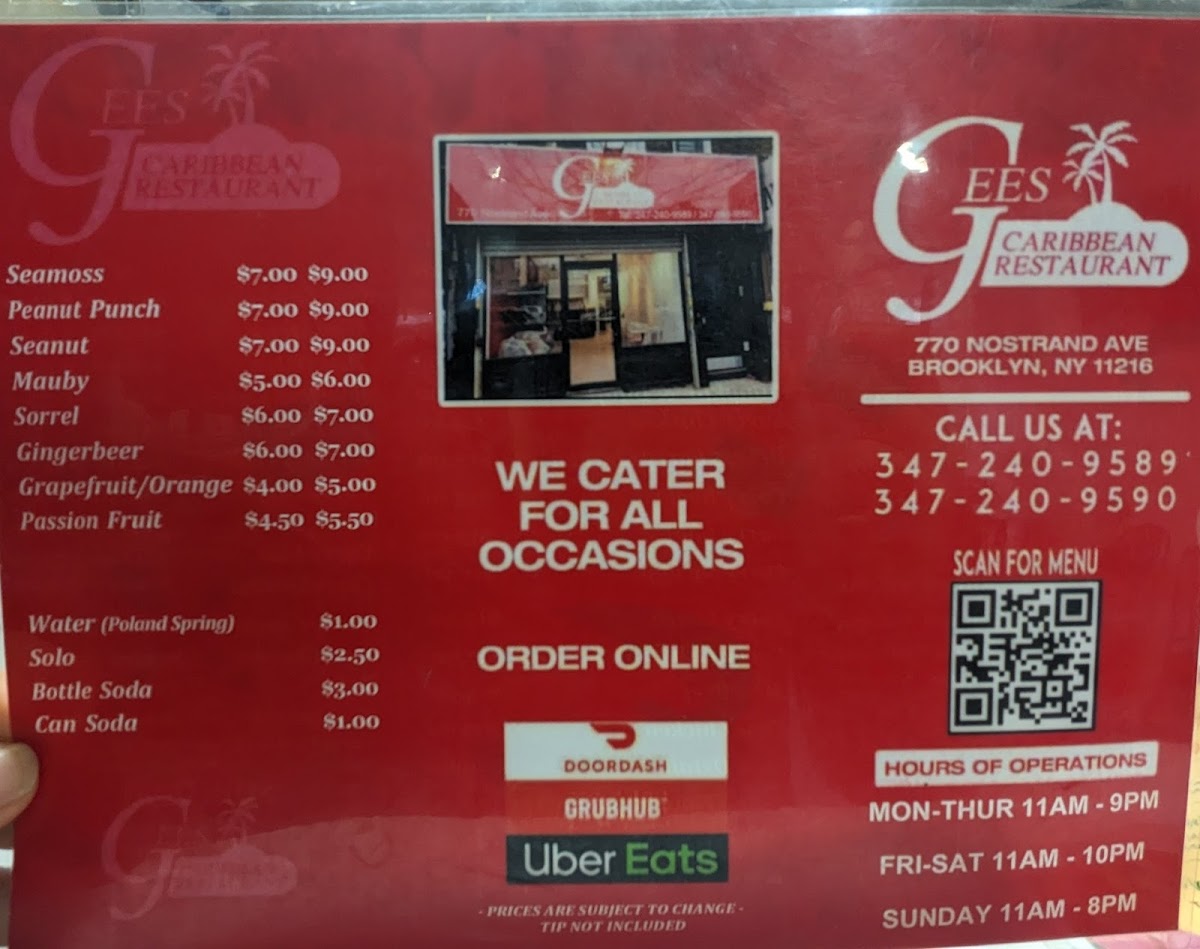 GEES
CARIBBEAN
RESTAURANT
Seamoss $7.00 $9.00
Peanut Punch $7.00 $9.00
Seanut $7.00 $9.00
Mauby $5.00 $6.00
Sorrel $6.00 $7.00
Gingerbeer $6.00 $7.00
Grapefruit/Orange $4.00 $5.00
Passion Fruit $4.50 $5.50
Water (Poland Spring) $1.00
Solo $2.50
Bottle Soda $3.00
Can Soda $1.00
GEES
770 Nostrand Ave
WE CATER
FOR ALL
OCCASIONS
ORDER ONLINE
DOORDASH
GRUBHUB
Uber Eats
- PRICES ARE SUBJECT TO CHANGE -
TIP NOT INCLUDED
GEES
CARIBBEAN
RESTAURANT
770 NOSTRAND AVE
BROOKLYN, NY 11216
CALL US AT:
347-240-9589
347-240-9590
SCAN FOR MENU
HOURS OF OPERATIONS
MON-THUR 11AM - 9PM
FRI-SAT 11AM - 10PM
SUNDAY 11AM - 8PM